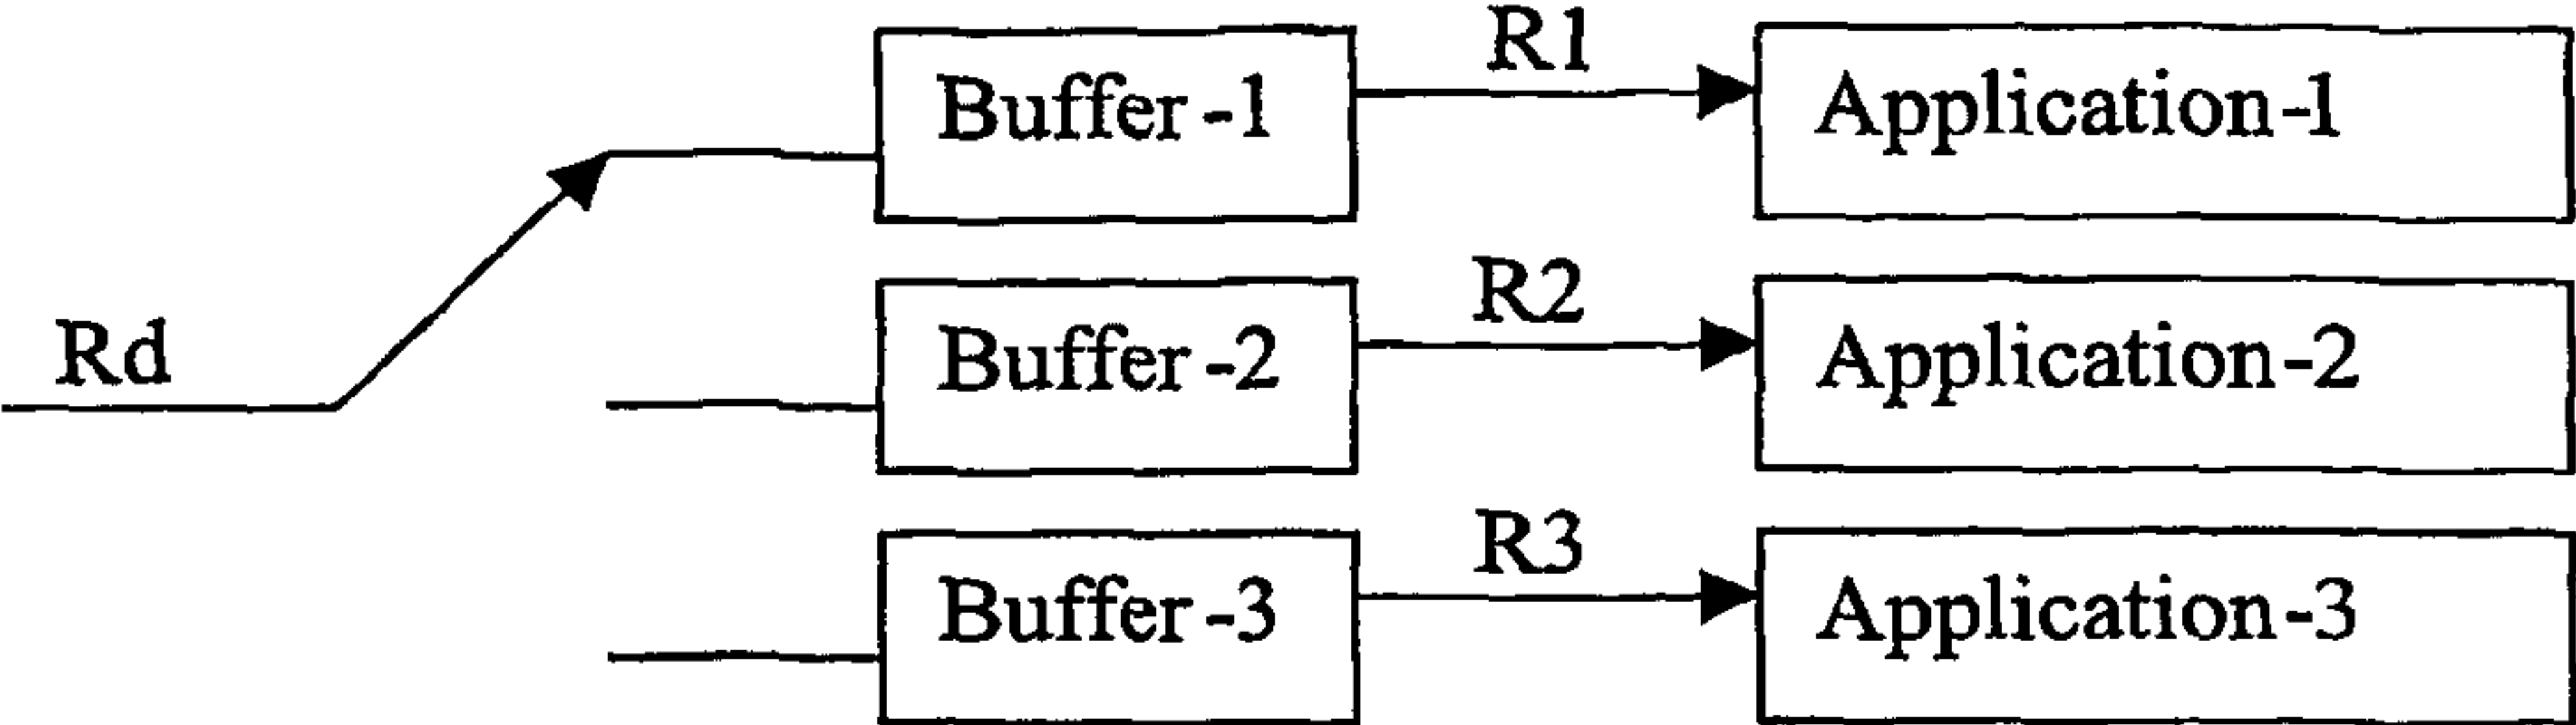 R1
Buffer-1
Application-1
R2
Buffer-2
Application-2
Rd
R3
Buffer-3
Application-3